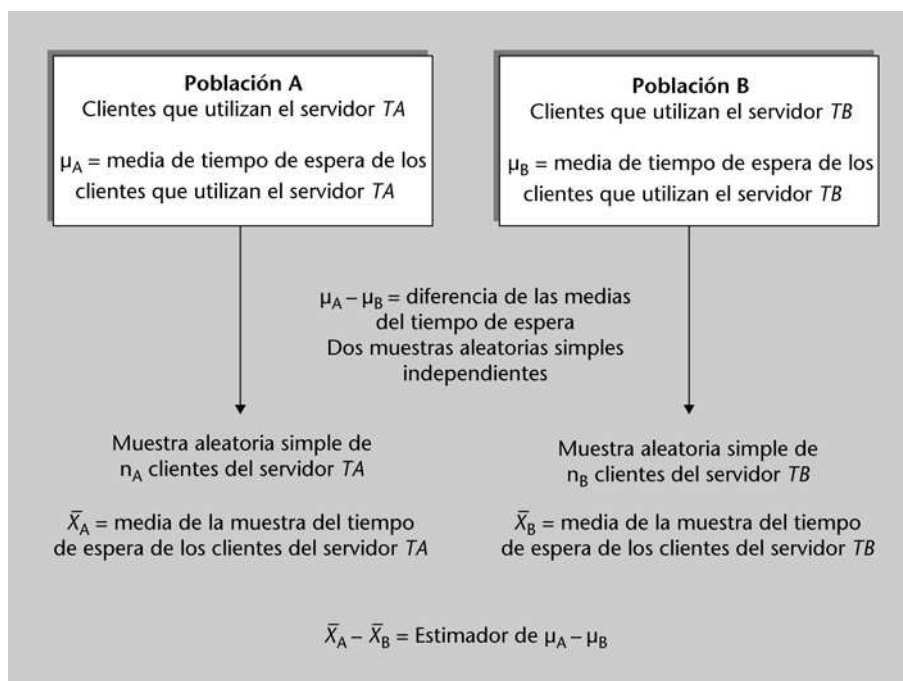 Población A
Clientes que utilizan el servidor TA
μA = media de tiempo de espera de los
clientes que utilizan el servidor TA
Población B
Clientes que utilizan el servidor TB
μB = media de tiempo de espera de los
clientes que utilizan el servidor TB
μA – μB = diferencia de las medias
del tiempo de espera
Dos muestras aleatorias simples
independientes
Muestra aleatoria simple de
nA clientes del servidor TA
X̄A = media de la muestra del tiempo
de espera de los clientes del servidor TA
Muestra aleatoria simple de
nB clientes del servidor TB
X̄B = media de la muestra del tiempo
de espera de los clientes del servidor TB
X̄A – X̄B = Estimador de μA – μB